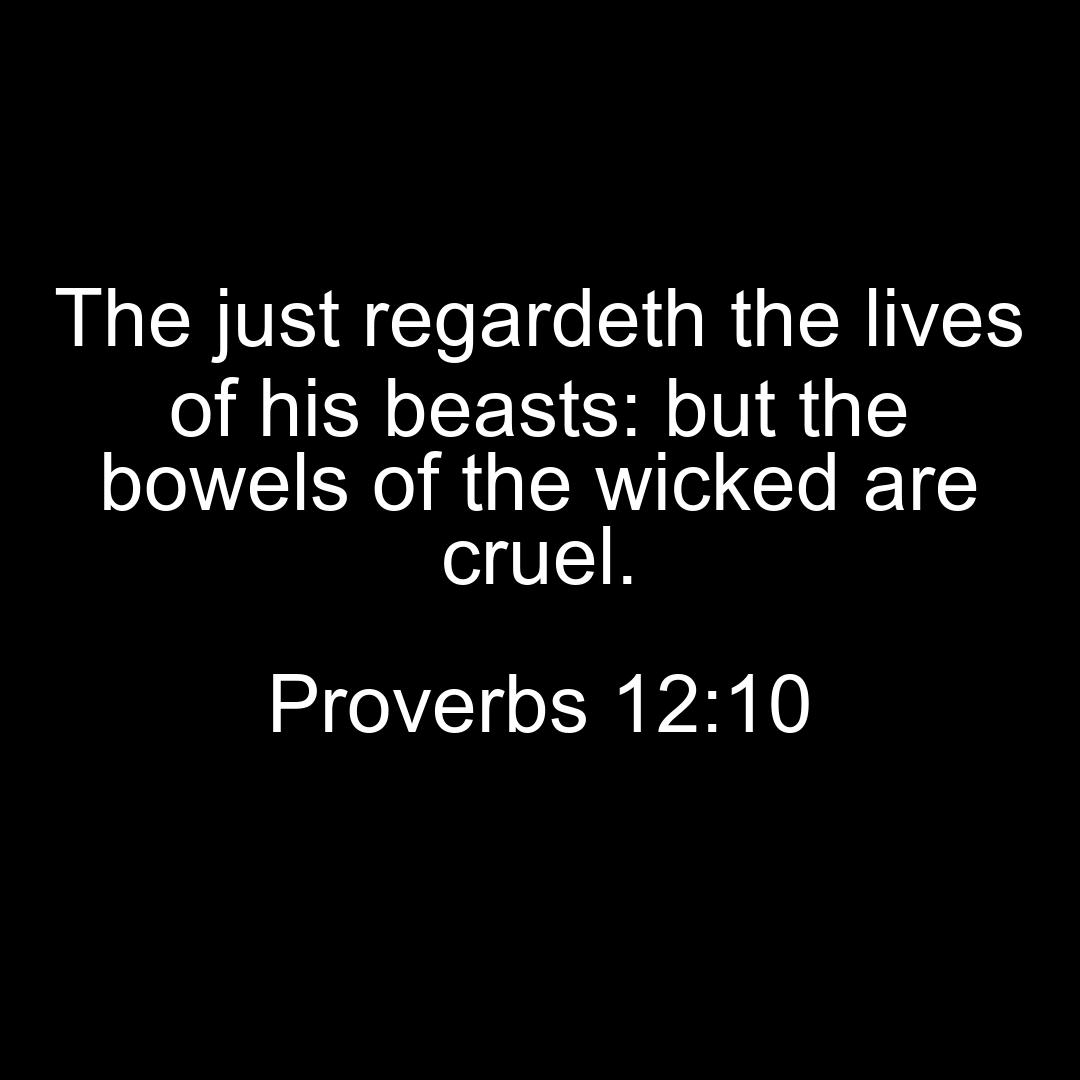 The just regardeth the lives
of his beasts: but the
bowels of the wicked are
cruel.
Proverbs 12:10